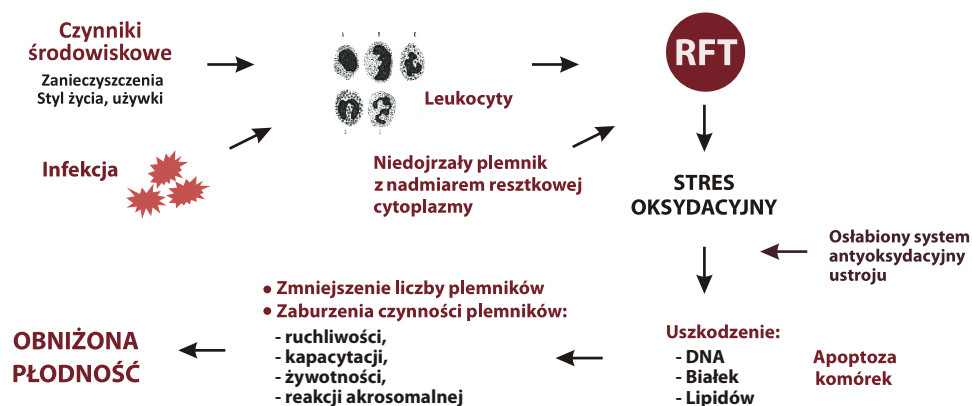 Czynniki
środowiskowe
Zanieczyszczenia
Styl życia, używki
Infekcja
A B C
Leukocyty
Niedojrzały plemnik
z nadmiarem resztkowej
cytoplazmy
RFT
STRES
OKSYDACYJNY
Osłabiony system
antyoksydacyjny
ustroju
Uszkodzenie:
- DNA
- Białek
- Lipidów
Apoptoza
komórek
• Zmniejszenie liczby plemników
• Zaburzenia czynności plemników:
- ruchliwości,
- kapacytacji,
- żywotności,
- reakcji akrosomalnej
OBNIŻONA
PŁODNOŚĆ